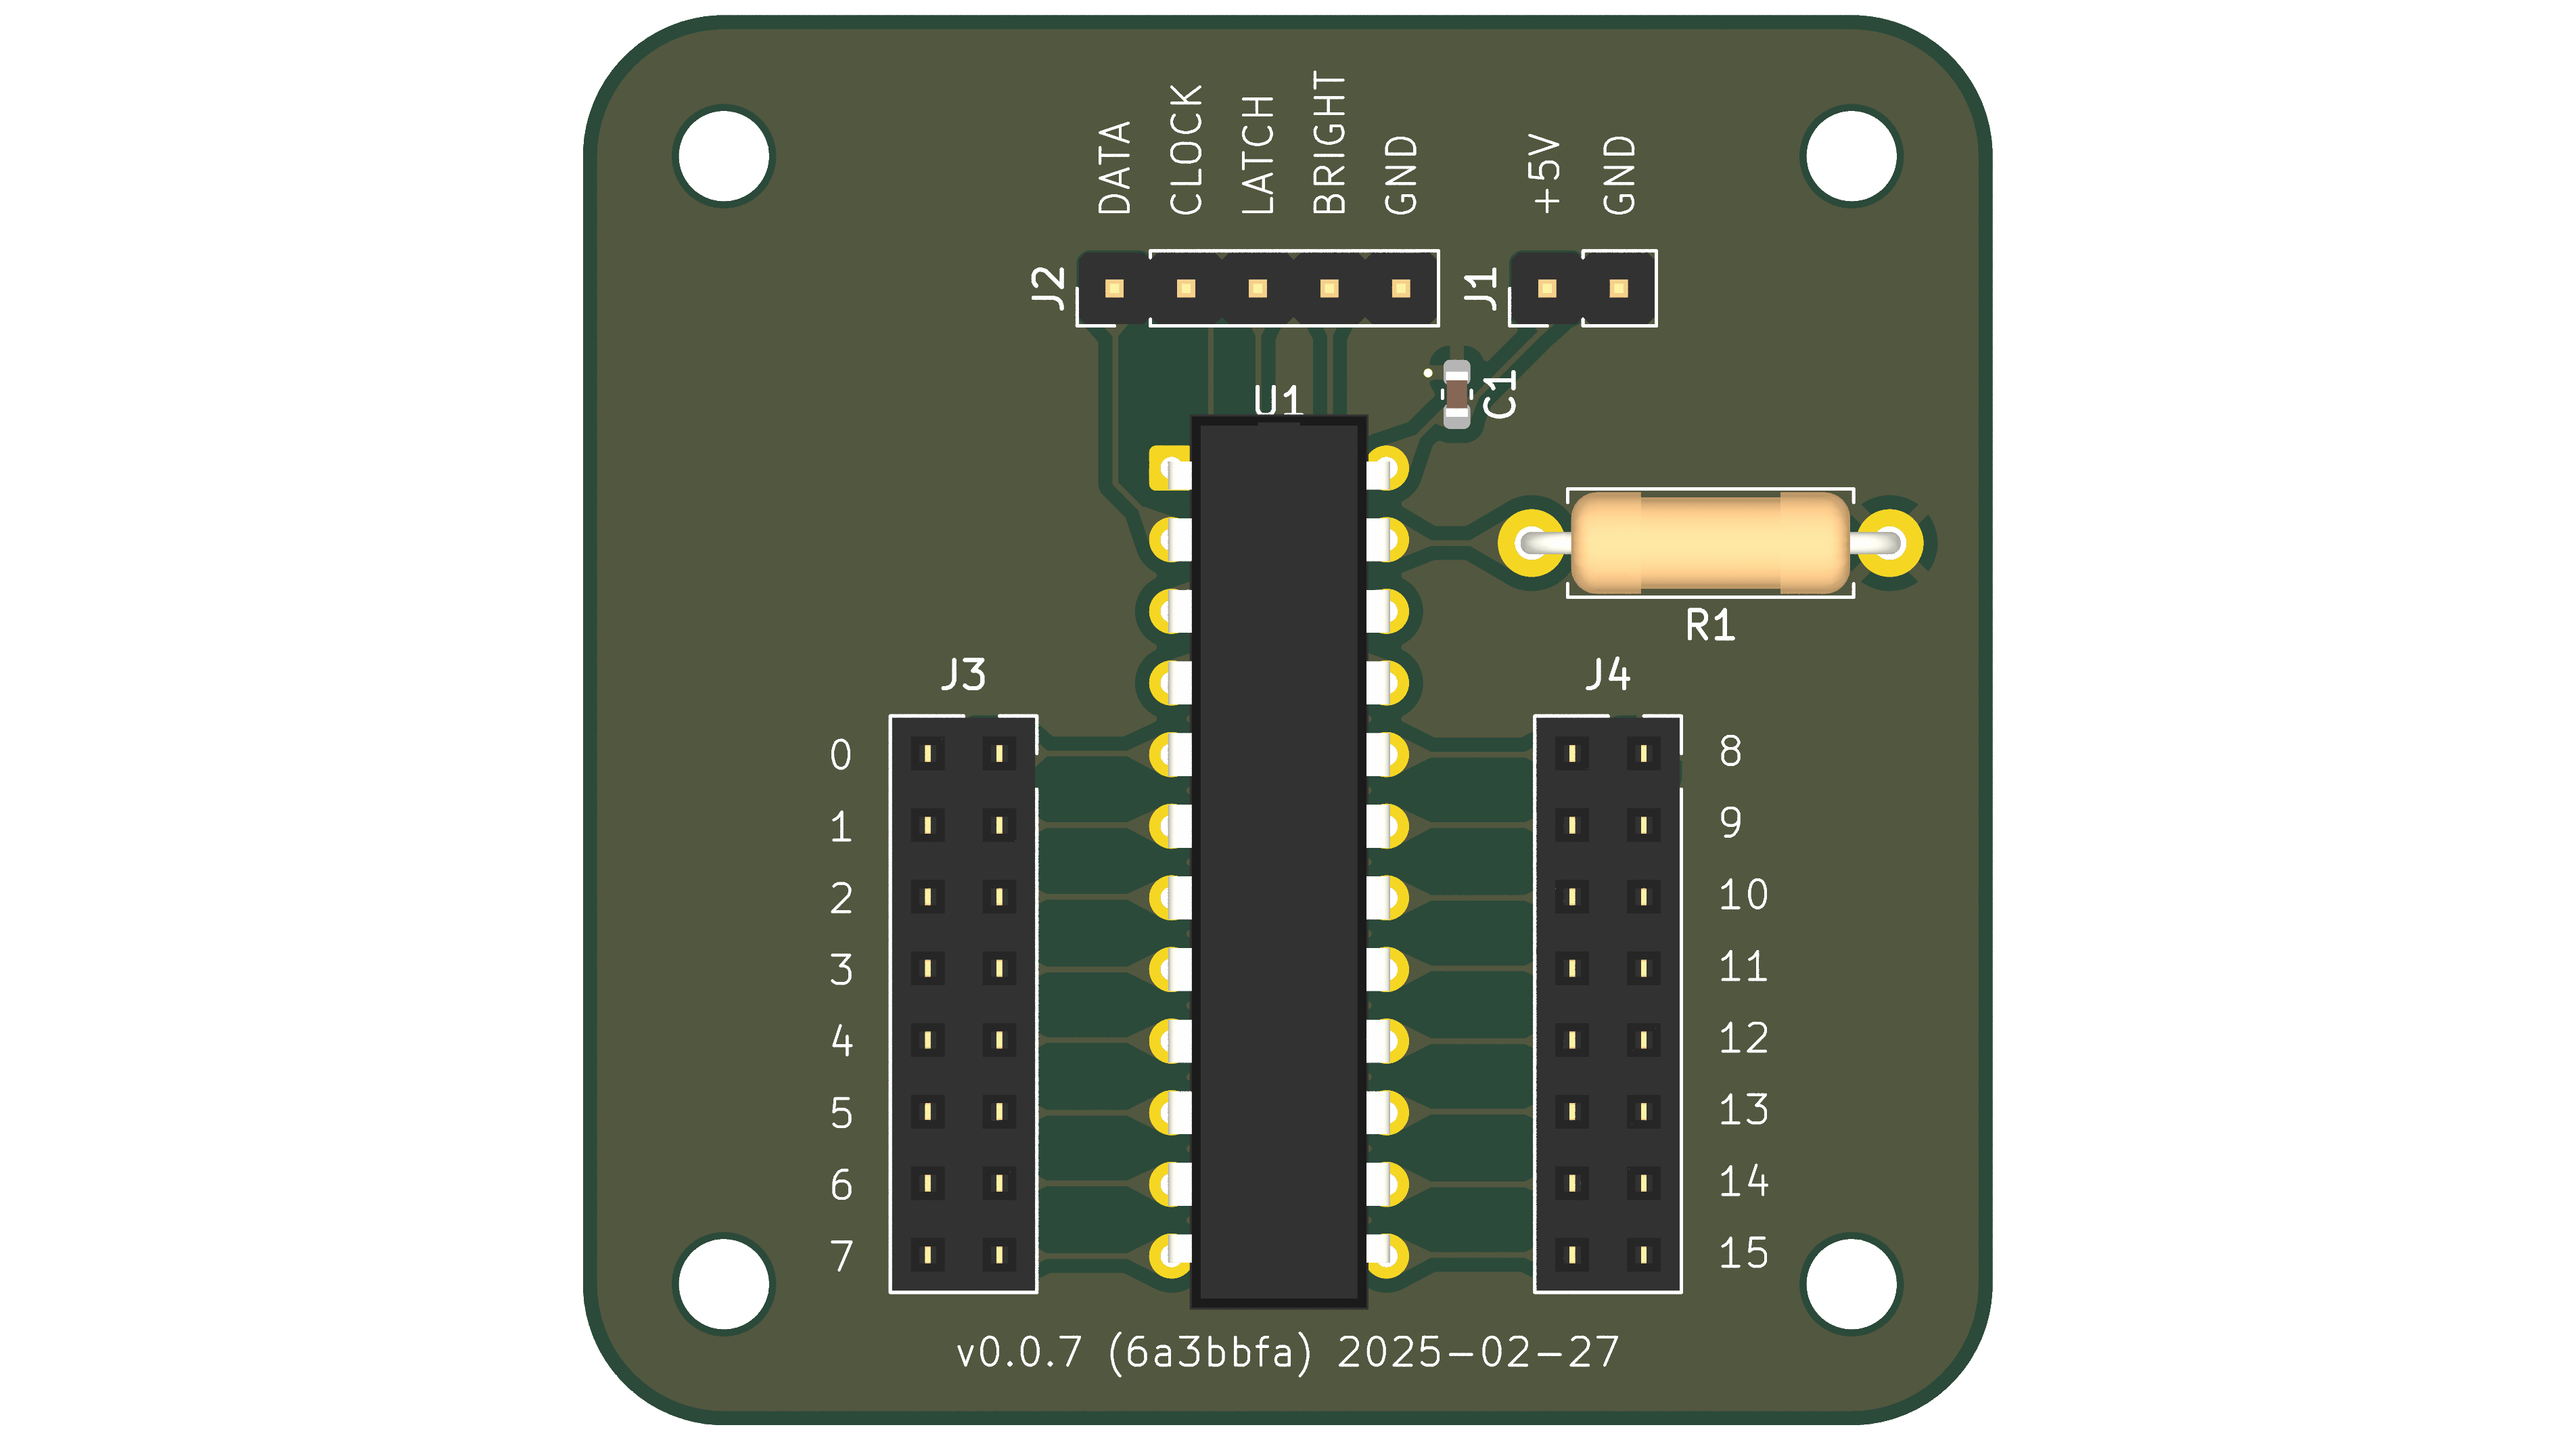 DATA
CLOCK
LATCH
BRIGHT
GND
+5V
GND
J2
J1
C1
U1
R1
J3
J4
0
1
2
3
4
5
6
7
8
9
10
11
12
13
14
15
v0.0.7 (6a3bbfa) 2025-02-27